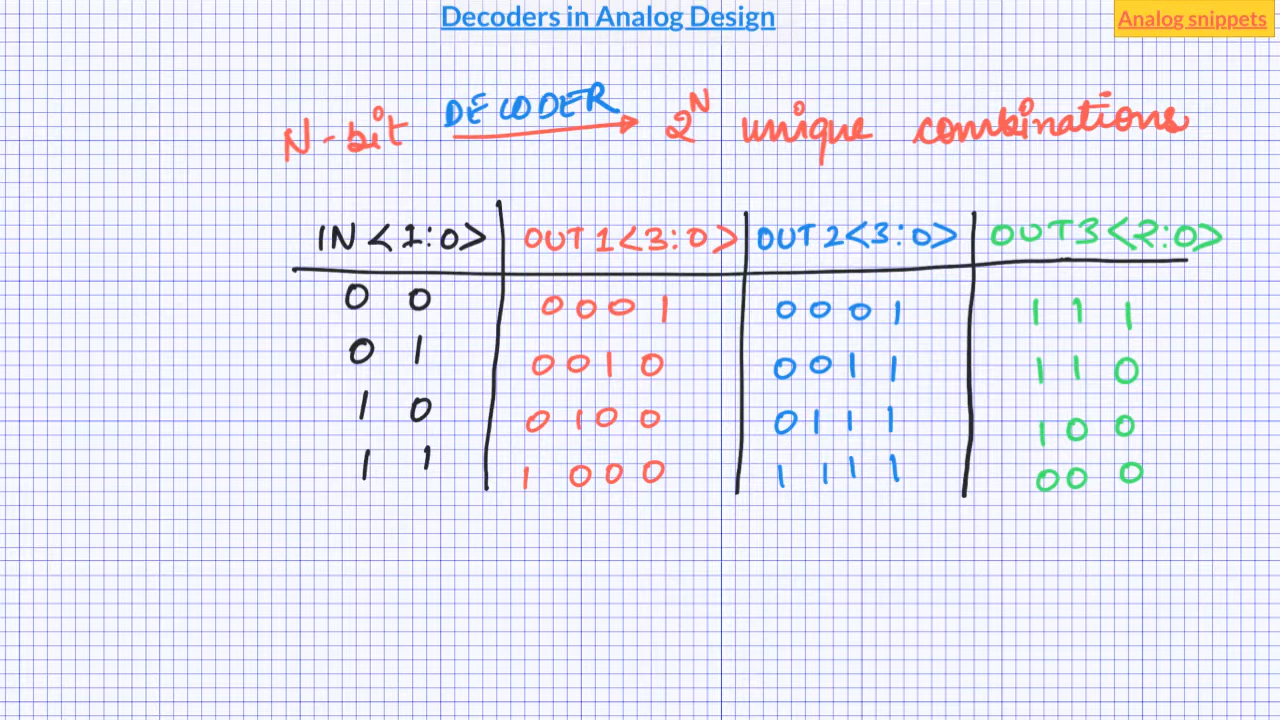 Decoders in Analog Design
Analog snippets
N-bit DECODER 2^N unique combinations
IN<1:0> OUT1<3:0> OUT2<3:0> OUT3<2:0>
0 0 0 0 0 1 0 0 0 1 1 1 1
0 1 0 0 1 0 0 0 1 1 1 1 0
1 0 0 1 0 0 0 1 1 1 1 0 0
1 1 1 0 0 0 1 1 1 1 0 0 0